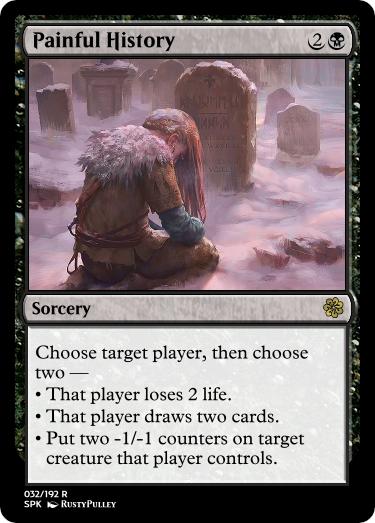 Painful History 2
Sorcery
Choose target player, then choose
two —
• That player loses 2 life.
• That player draws two cards.
• Put two -1/-1 counters on target
creature that player controls.
032/192 R
SPK RustyPulley